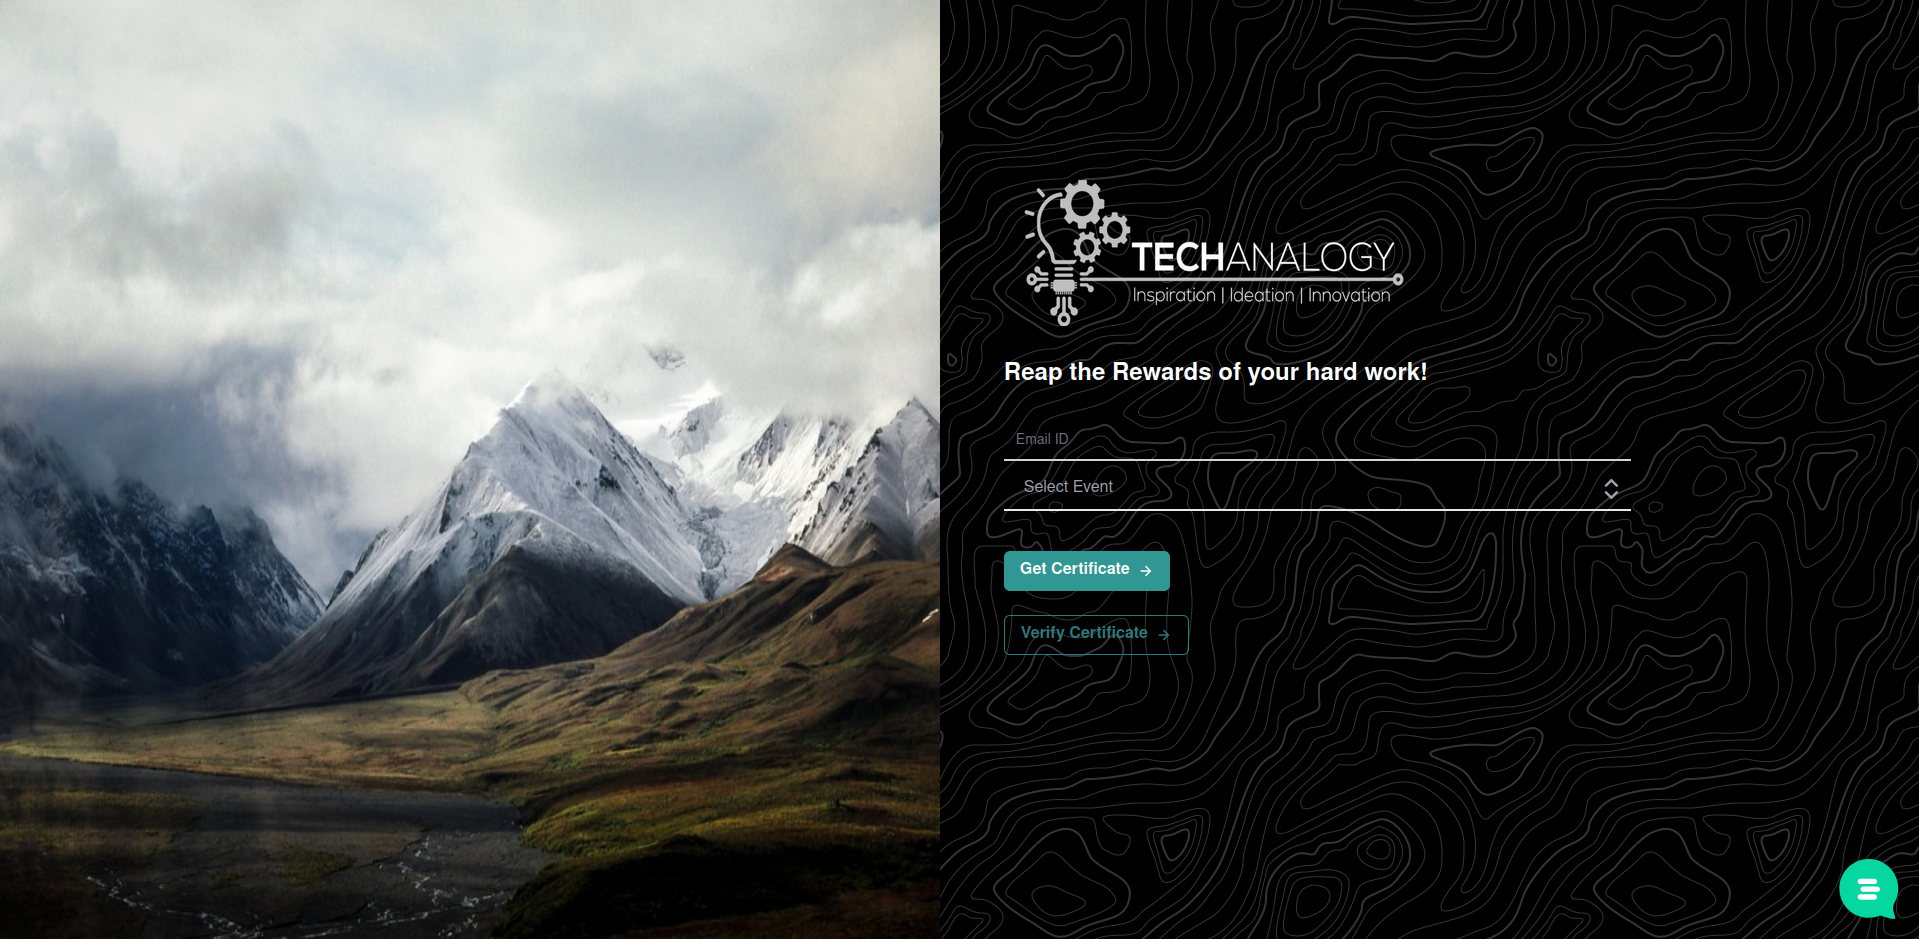 TECHANALOGY
Inspiration | Ideation | Innovation
Reap the Rewards of your hard work!
Email ID
Select Event
Get Certificate
Verify Certificate